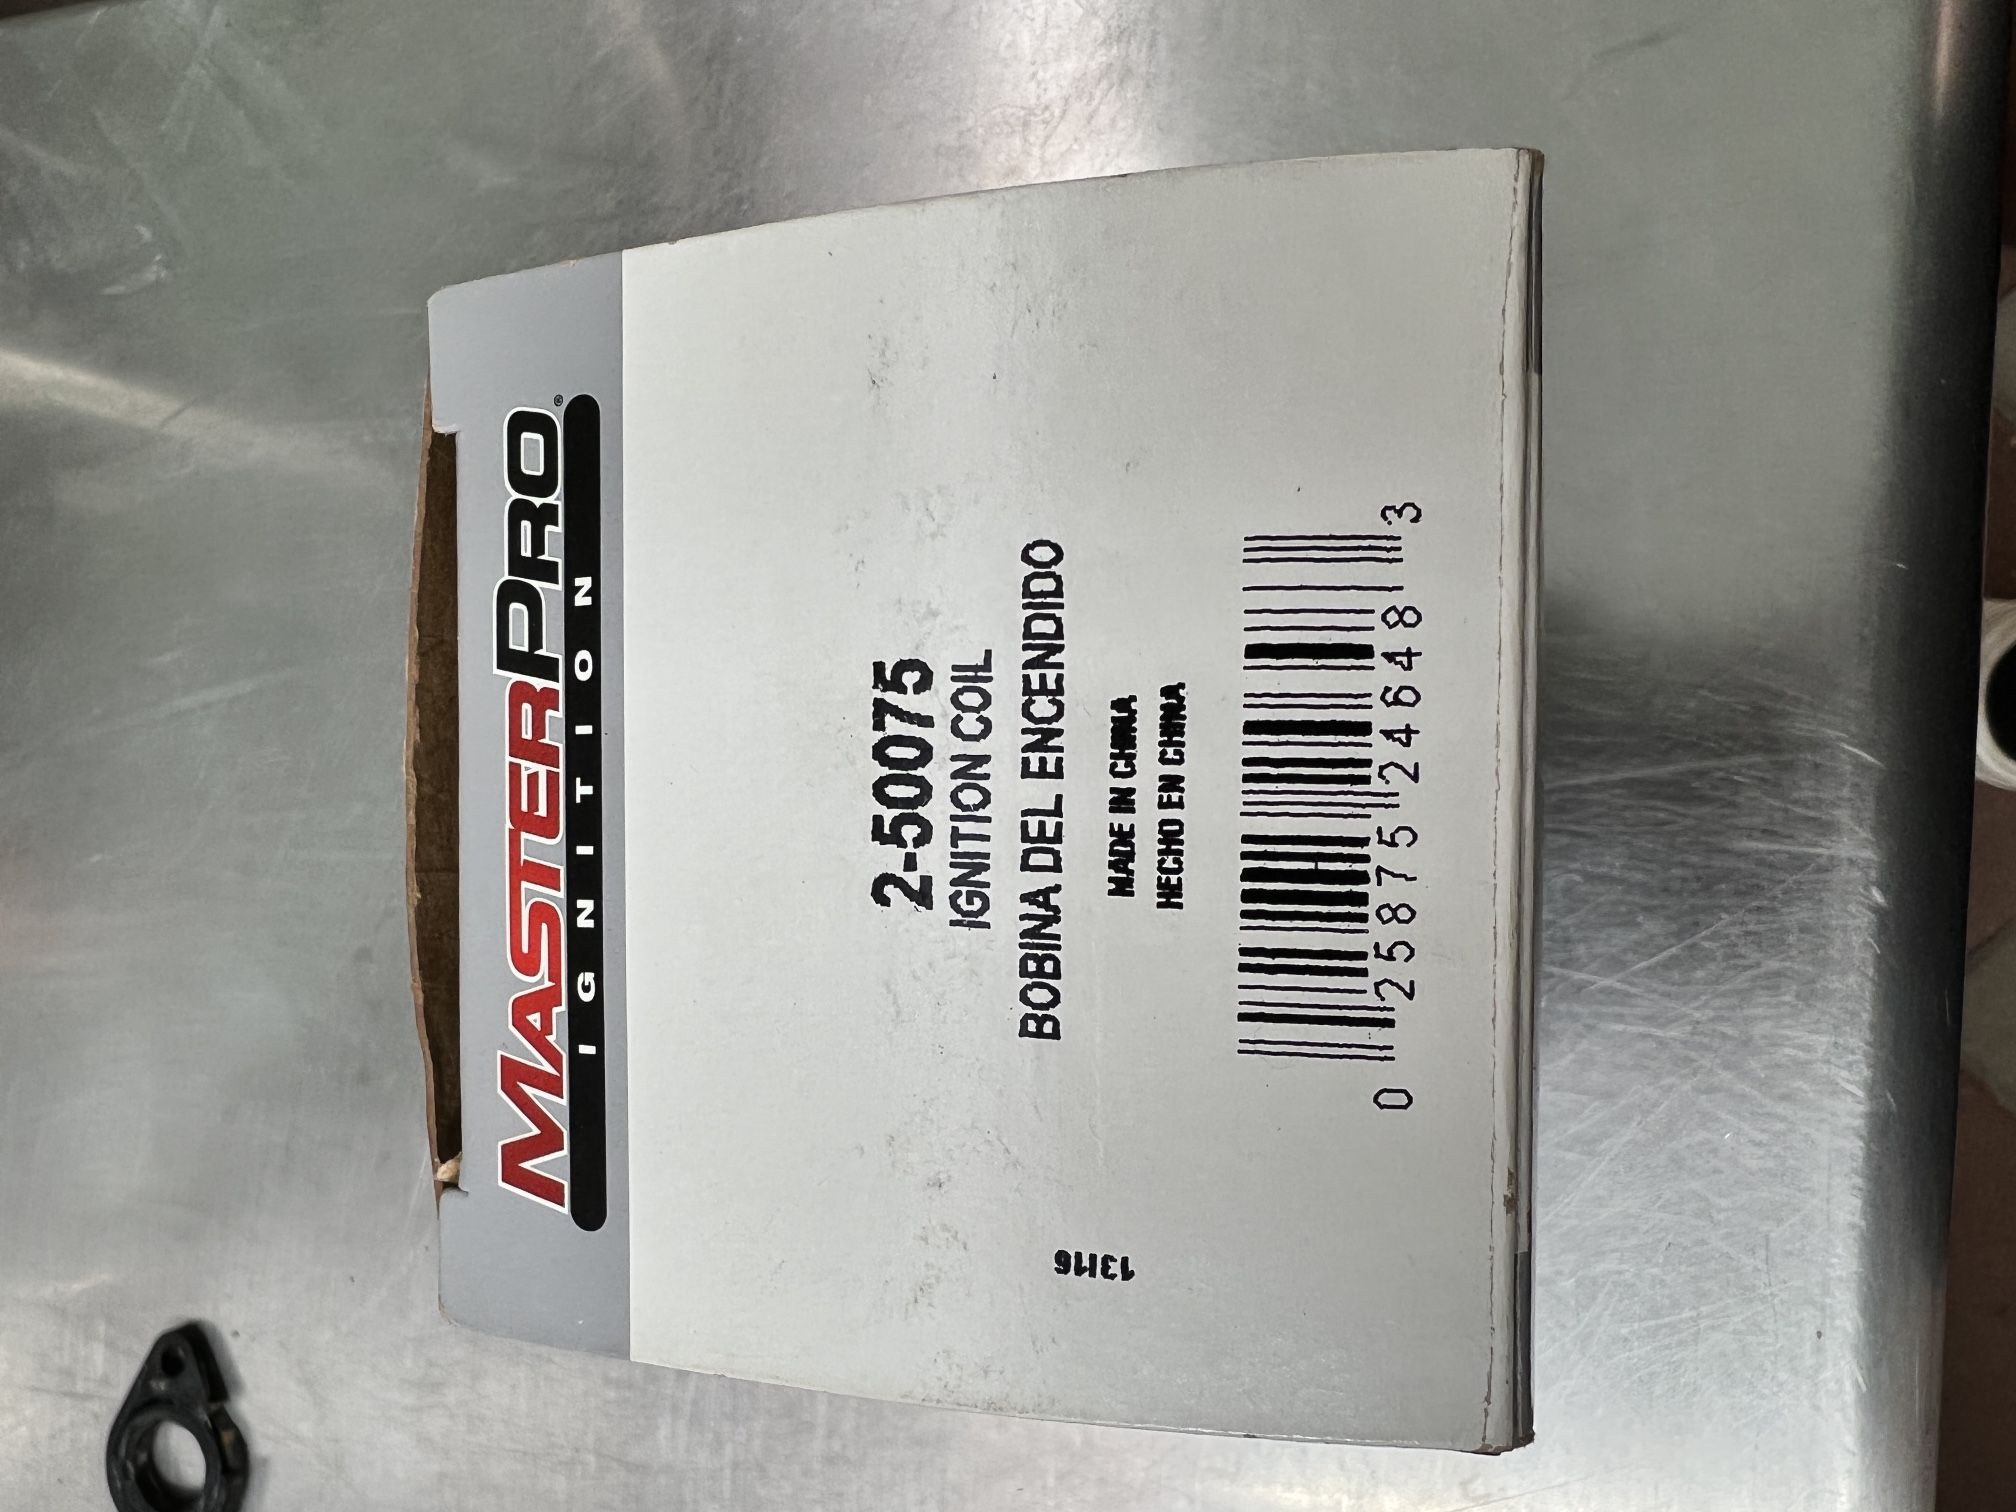 MASTERPRO®
IGNITION
2-50075
IGNITION COIL
BOBINA DEL ENCENDIDO
MADE IN CHINA
HECHO EN CHINA
13I16
0 25875 24648 3